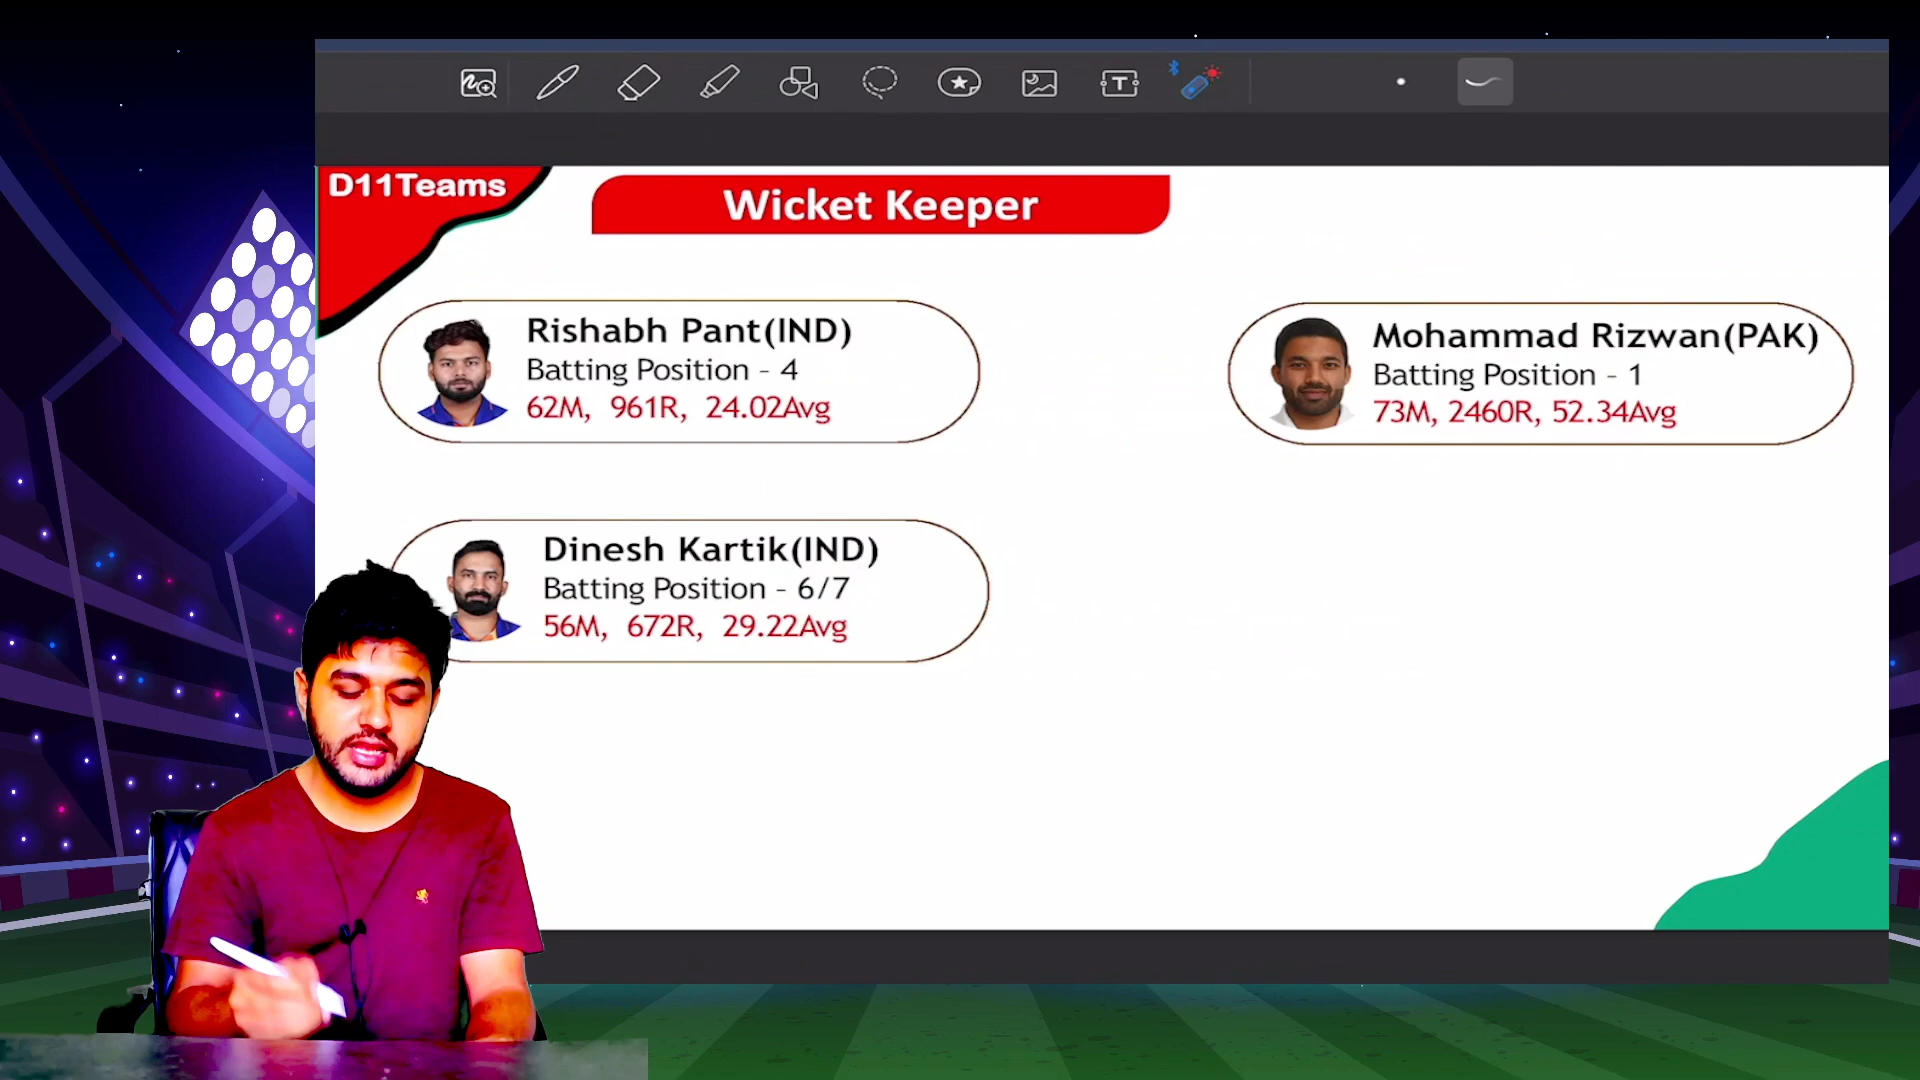 D11Teams
Wicket Keeper
Rishabh Pant(IND)
Batting Position - 4
62M, 961R, 24.02Avg
Mohammad Rizwan(PAK)
Batting Position - 1
73M, 2460R, 52.34Avg
Dinesh Kartik(IND)
Batting Position - 6/7
56M, 672R, 29.22Avg